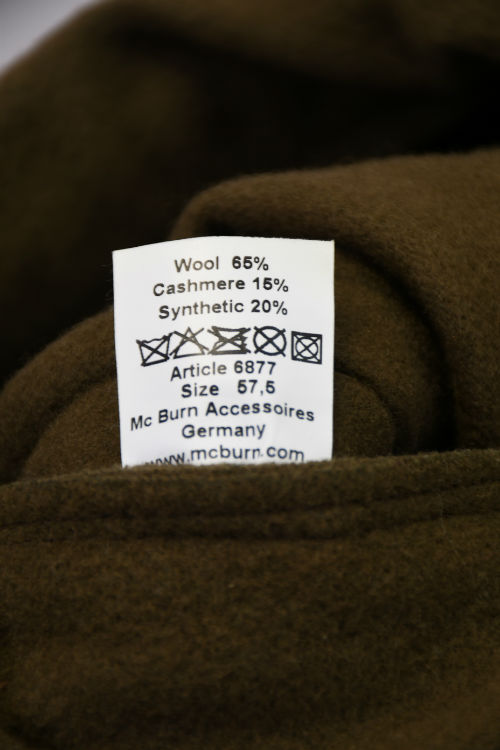 Wool 65%
Cashmere 15%
Synthetic 20%
Article 6877
Size 57,5
Mc Burn Accessoires
Germany
www.mcburn.com